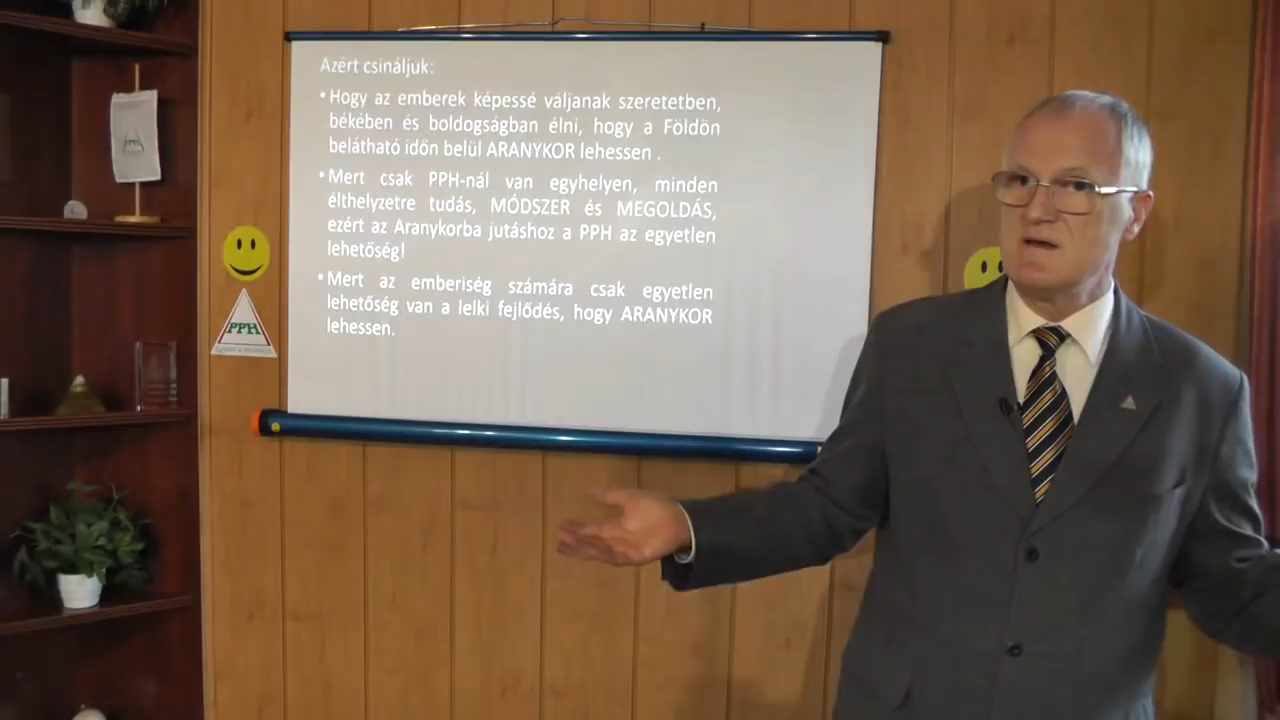 Azért csináljuk:
• Hogy az emberek képessé váljanak szeretetben,
békében és boldogságban élni, hogy a Földön
belátható időn belül ARANYKOR lehessen .
• Mert csak PPH-nál van egyhelyen, minden
élthelyzetre tudás, MÓDSZER és MEGOLDÁS,
ezért az Aranykorba jutáshoz a PPH az egyetlen
lehetőség!
• Mert az emberiség számára csak egyetlen
lehetőség van a lelki fejlődés, hogy ARANYKOR
lehessen.
PPH